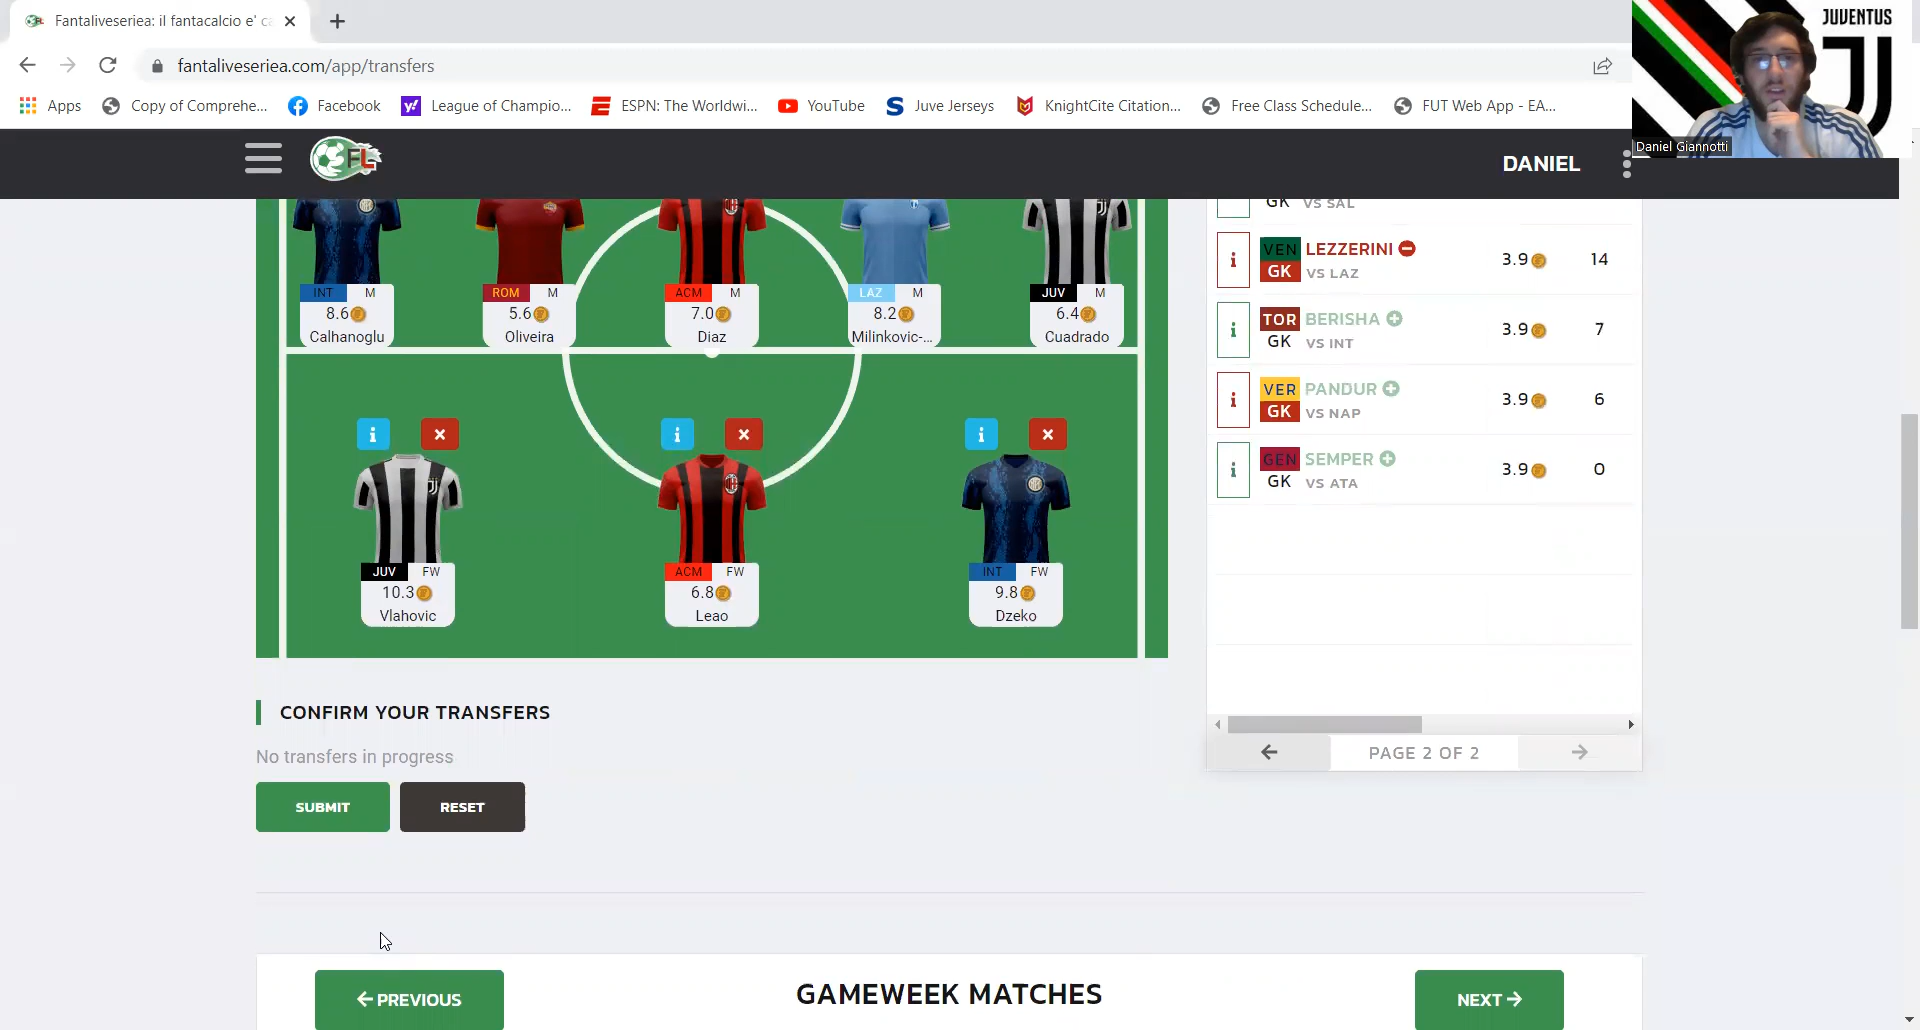 Fantaliveseriea: il fantacalcio e' ca
fantaliveseriea.com/app/transfers
Apps
Copy of Comprehe...
Facebook
League of Champio...
ESPN: The Worldwi...
YouTube
Juve Jerseys
KnightCite Citation...
Free Class Schedule...
FUT Web App - EA...
JUVENTUS
Daniel Giannotti
FL
DANIEL
GK VS SAL
VEN LEZZERINI 3.9 14
GK VS LAZ
TOR BERISHA 3.9 7
GK VS INT
VER PANDUR 3.9 6
GK VS NAP
GEN SEMPER 3.9 0
GK VS ATA
INT M
8.6
Calhanoglu
ROM M
5.6
Oliveira
ACM M
7.0
Diaz
LAZ M
8.2
Milinkovic-...
JUV M
6.4
Cuadrado
JUV FW
10.3
Vlahovic
ACM FW
6.8
Leao
INT FW
9.8
Dzeko
CONFIRM YOUR TRANSFERS
No transfers in progress
SUBMIT
RESET
PAGE 2 OF 2
PREVIOUS
GAMEWEEK MATCHES
NEXT